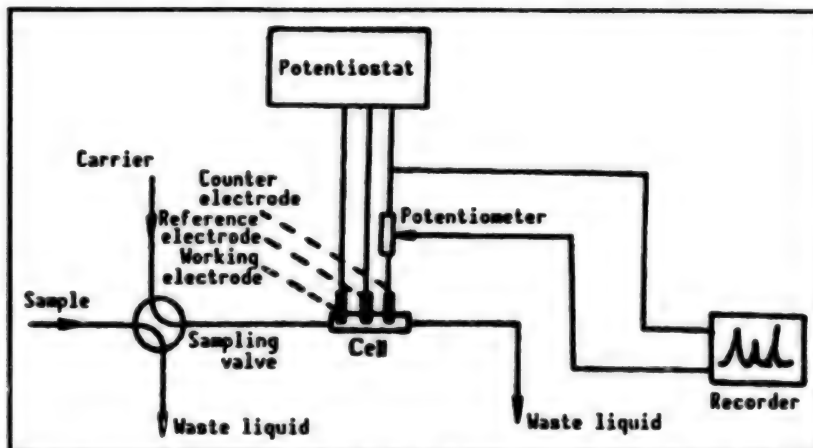 Potentiostat
Carrier
Counter
electrode
Reference
electrode
Working
electrode
Potentiometer
Sample
Sampling
valve
Cell
Recorder
Waste liquid
Waste liquid